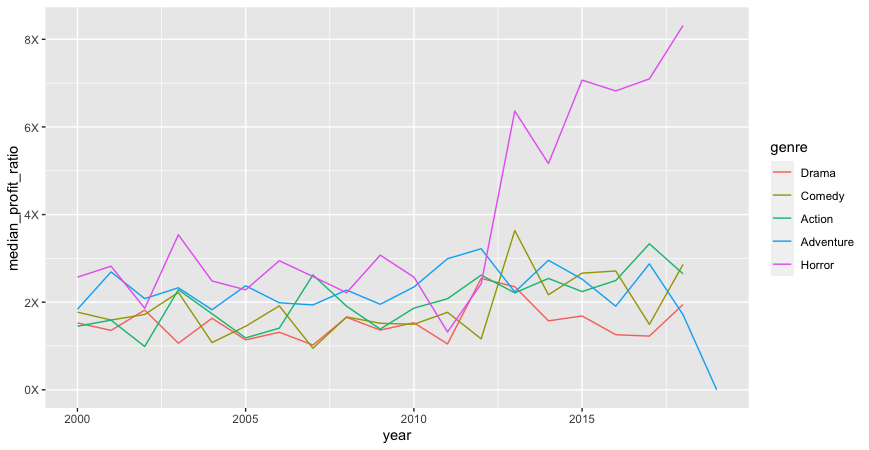 8X
6X
4X
2X
0X
median_profit_ratio
2000 2005 2010 2015
year
genre
Drama
Comedy
Action
Adventure
Horror